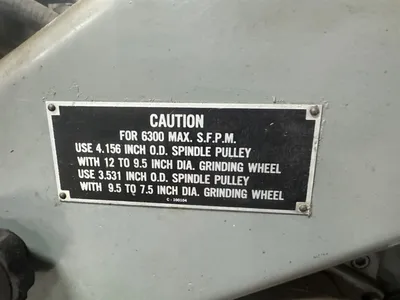 CAUTION
FOR 6300 MAX. S.F.P.M.
USE 4.156 INCH O.D. SPINDLE PULLEY
WITH 12 TO 9.5 INCH DIA. GRINDING WHEEL
USE 3.531 INCH O.D. SPINDLE PULLEY
WITH 9.5 TO 7.5 INCH DIA. GRINDING WHEEL